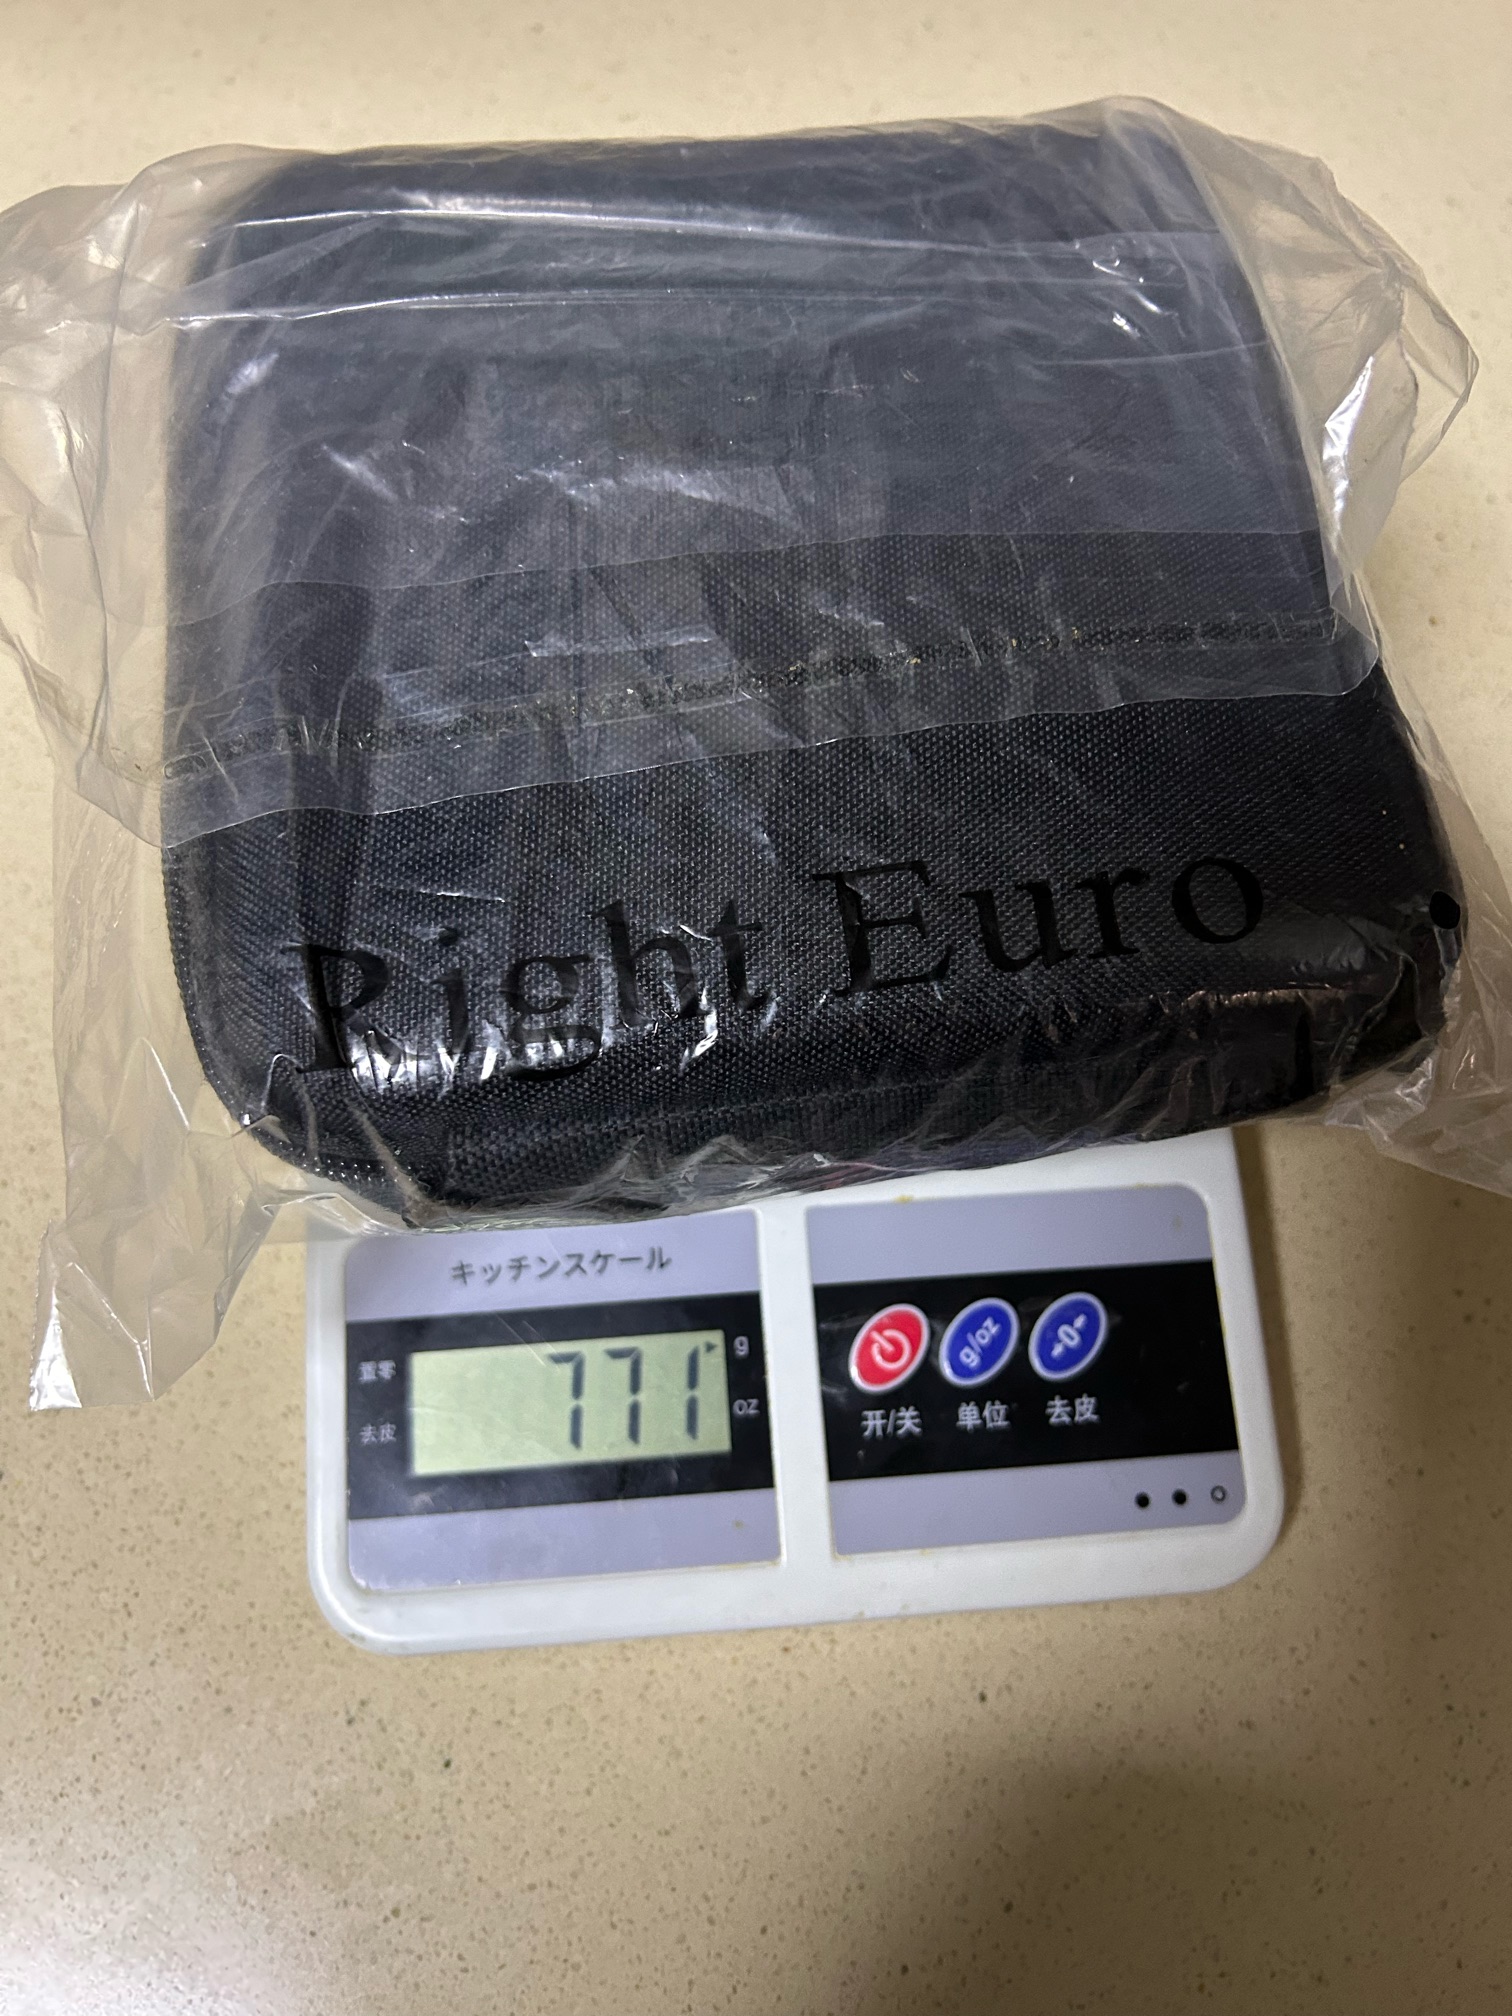 Right Euro
キッチンスケール
置零
去皮
771
g
oz
g/oz
→0←
开/关
单位
去皮